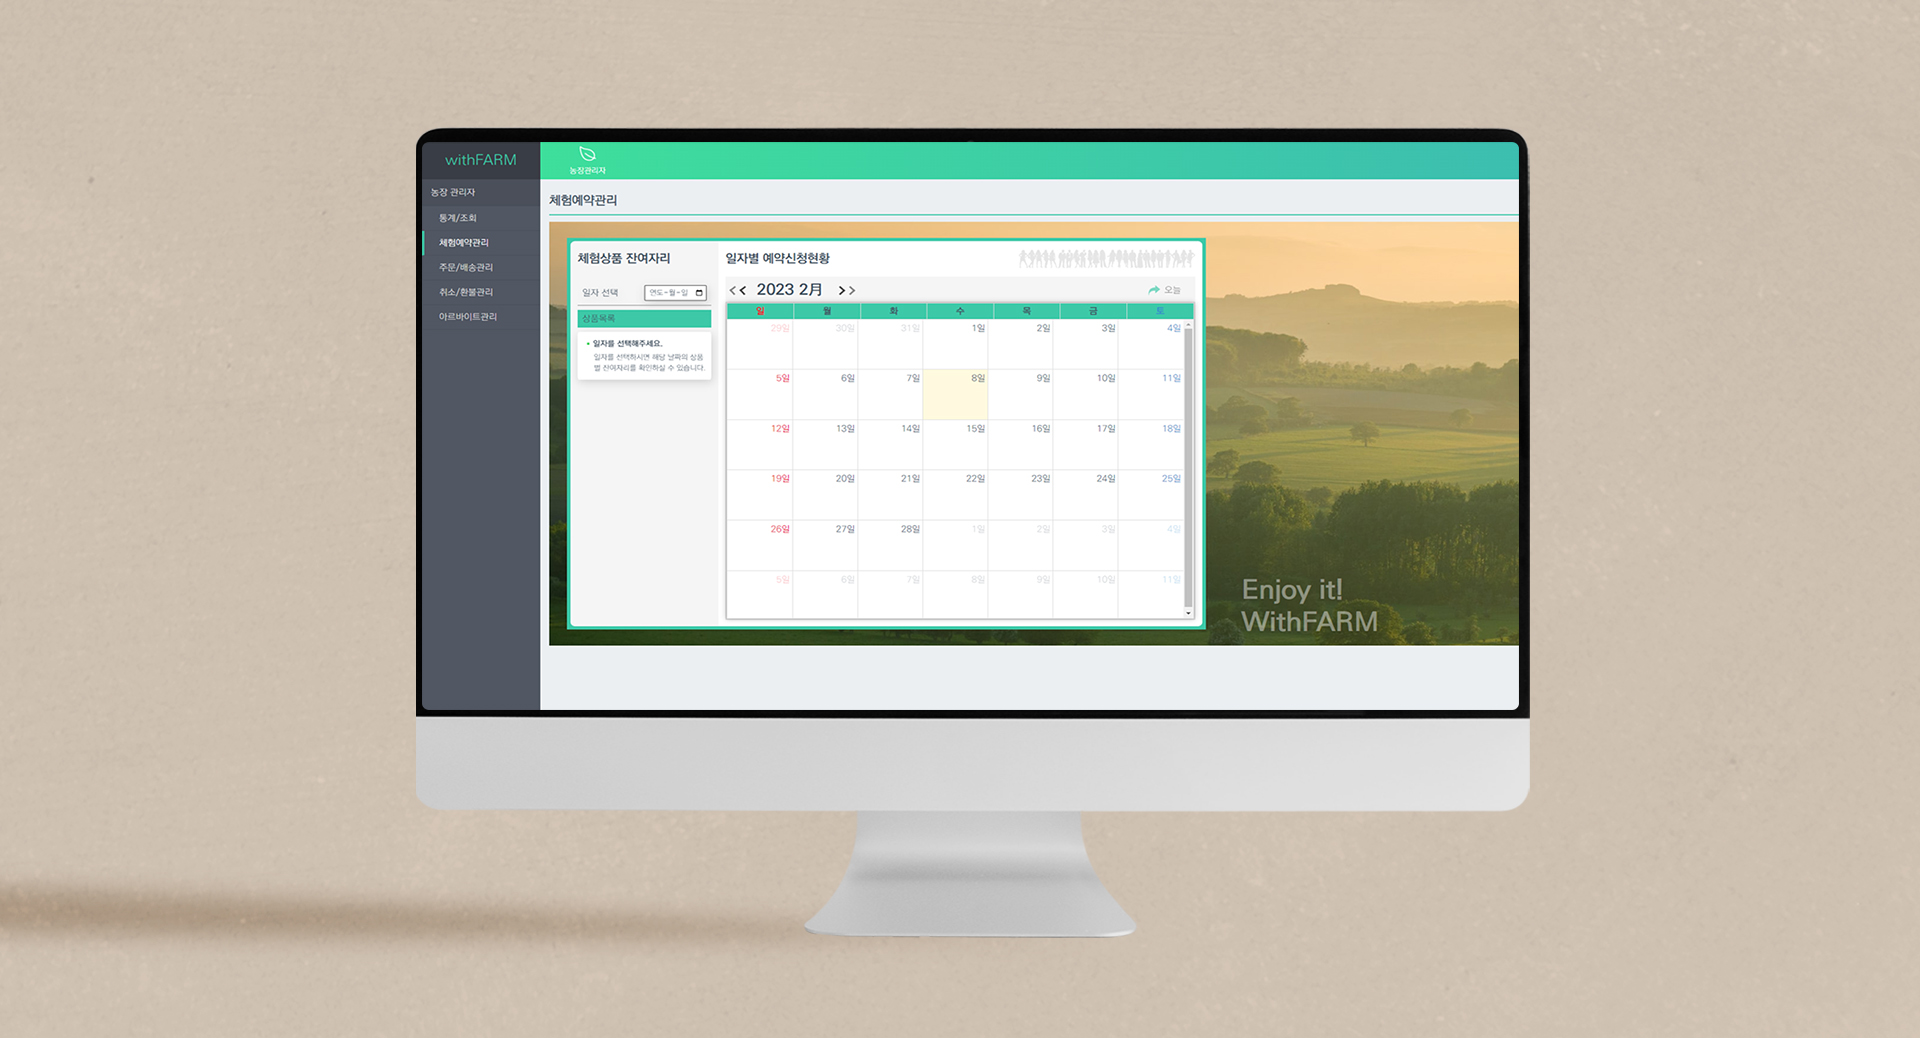 withFARM
농장관리자
농장 관리자
통계/조회
체험예약관리
주문/배송관리
취소/환불관리
아르바이트관리
체험예약관리
체험상품 잔여자리
일자 선택
연도-월-일
상품목록
일자를 선택해주세요.
일자를 선택하시면 해당 날짜의 상품
별 잔여자리를 확인하실 수 있습니다.
일자별 예약신청현황
<< 2023 2月 >>
오늘
일 월 화 수 목 금 토
29일 30일 31일 1일 2일 3일 4일
5일 6일 7일 8일 9일 10일 11일
12일 13일 14일 15일 16일 17일 18일
19일 20일 21일 22일 23일 24일 25일
26일 27일 28일 1일 2일 3일 4일
5일 6일 7일 8일 9일 10일 11일
Enjoy it!
WithFARM